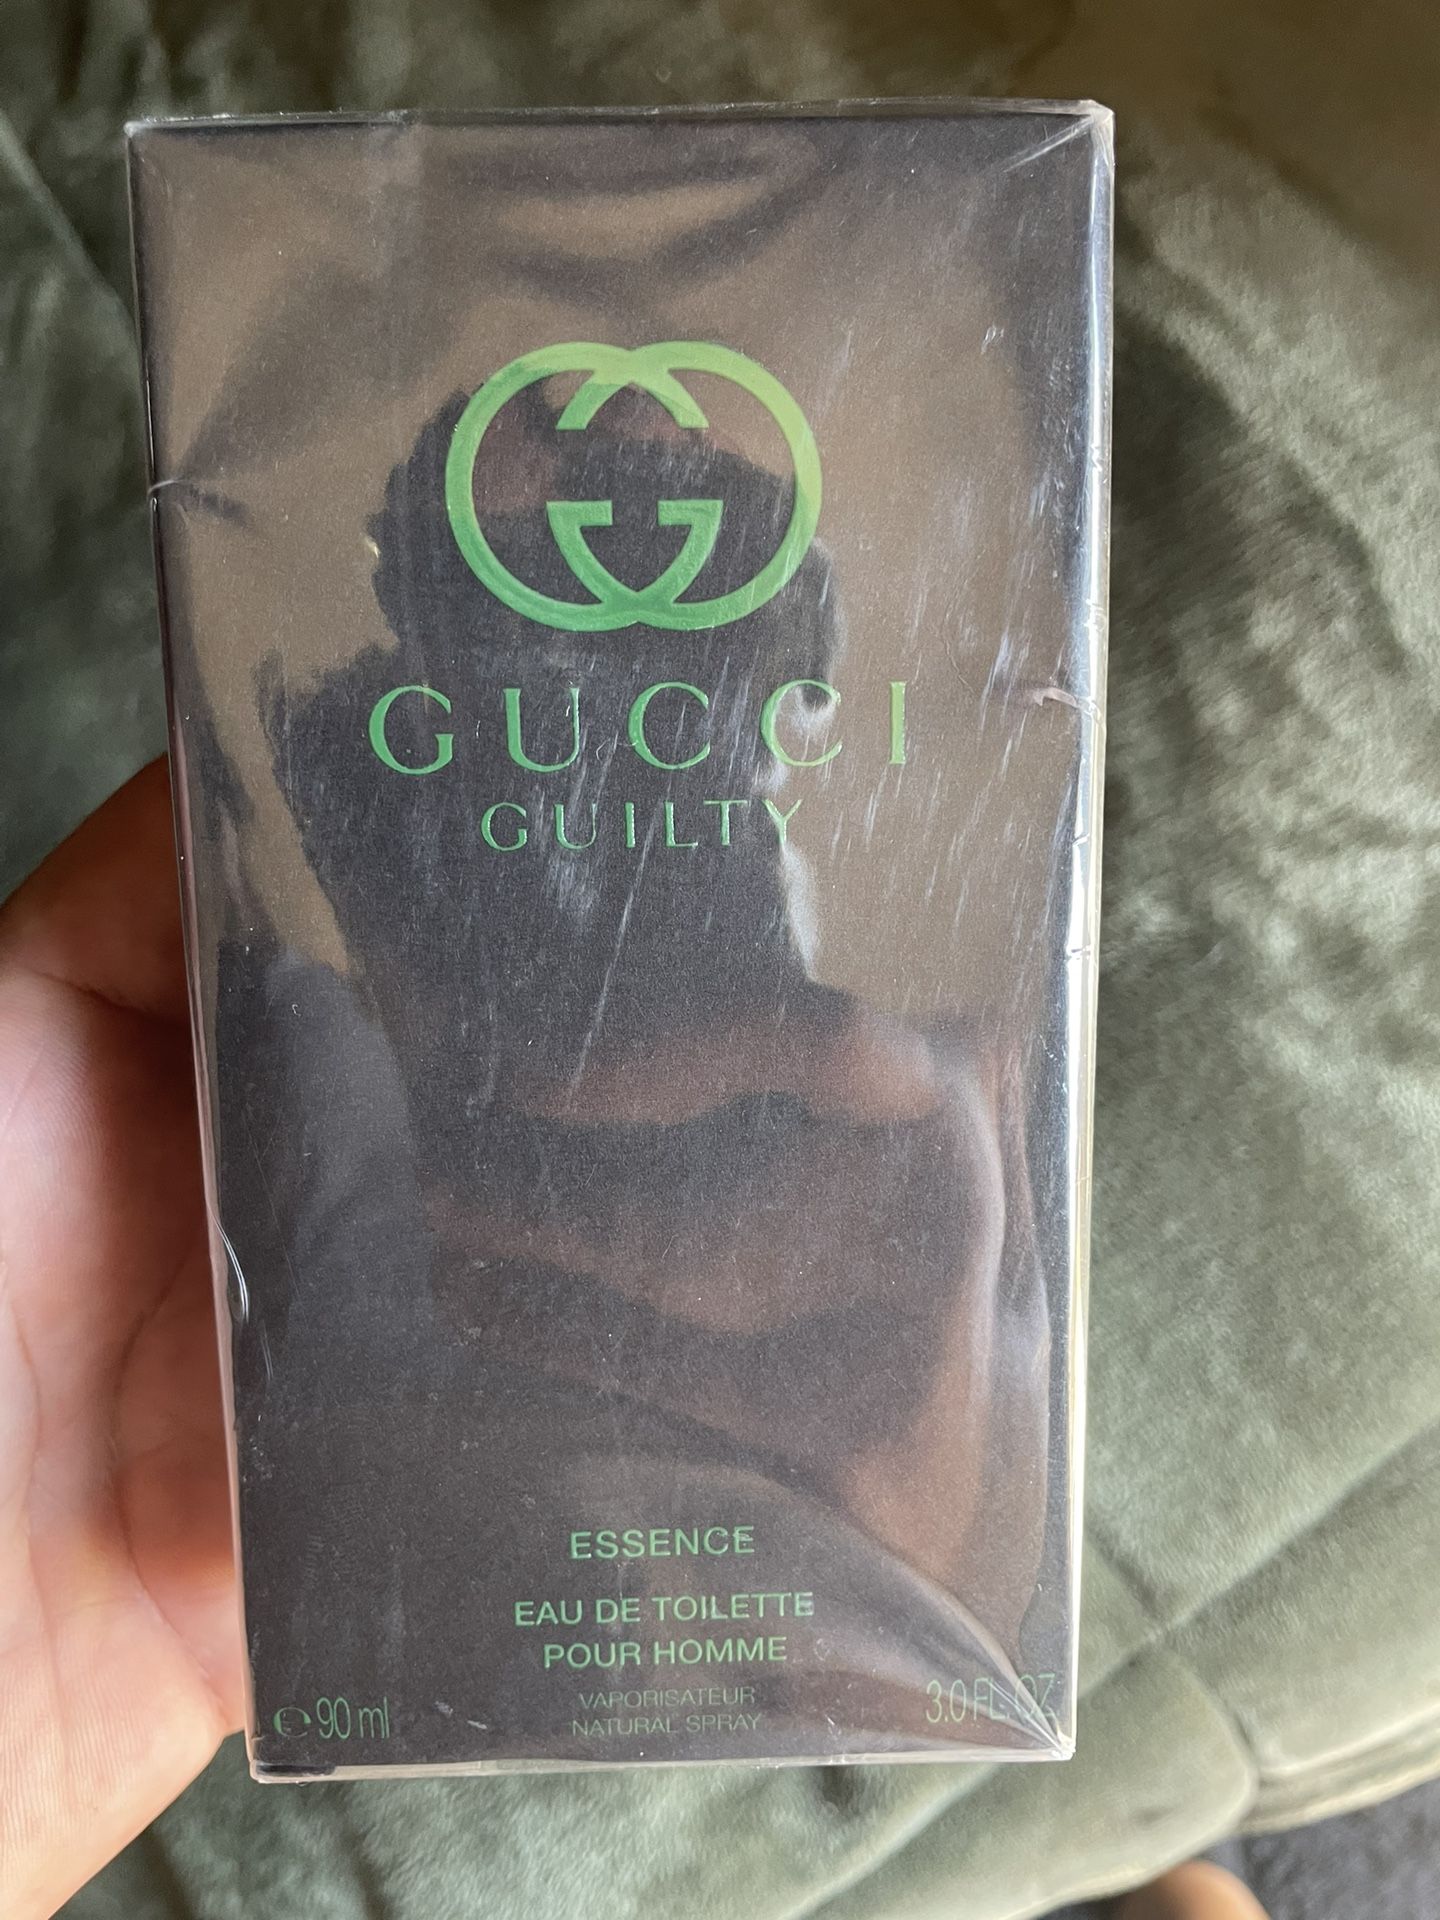 GUCCI
GUILTY
ESSENCE
EAU DE TOILETTE
POUR HOMME
VAPORISATEUR
NATURAL SPRAY
℮ 90 ml
3.0 FL. OZ